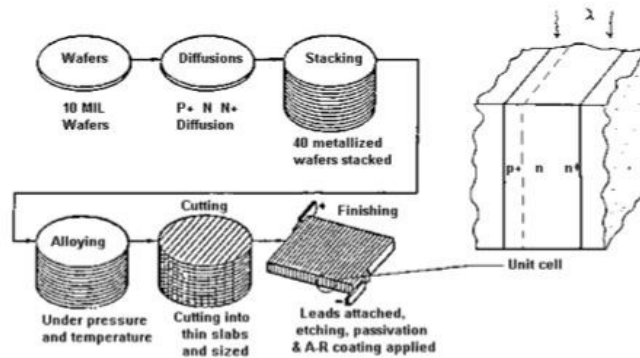 Wafers
10 MIL
Wafers
Diffusions
P+ N N+
Diffusion
Stacking
40 metallized
wafers stacked
Alloying
Under pressure
and temperature
Cutting
Cutting into
thin slabs
and sized
Finishing
+
-
Leads attached,
etching, passivation
& A-R coating applied
λ
p+ n n+
Unit cell